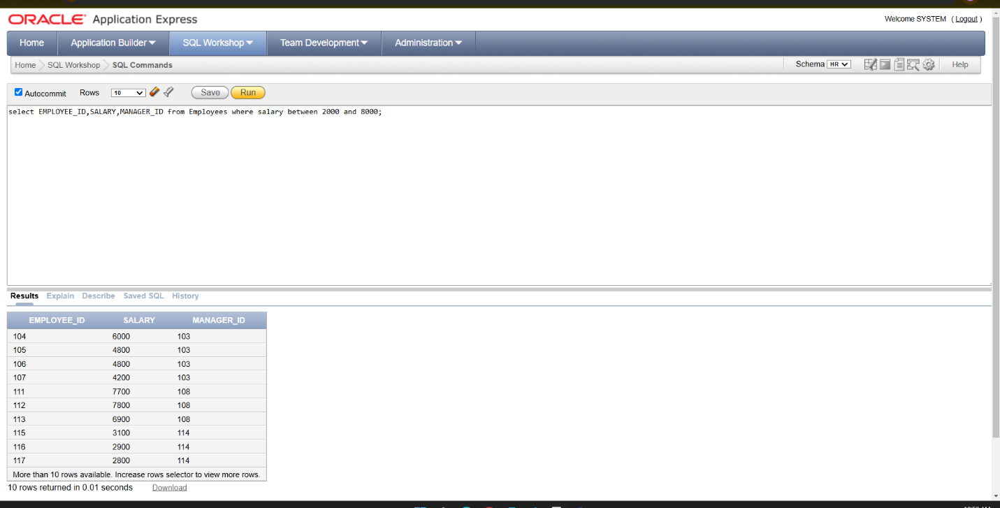 ORACLE® Application Express
Welcome SYSTEM ( Logout )
Home Application Builder SQL Workshop Team Development Administration
Home SQL Workshop SQL Commands Schema HR Help
Autocommit Rows 10 Save Run
select EMPLOYEE_ID,SALARY,MANAGER_ID from Employees where salary between 2000 and 8000;
Results Explain Describe Saved SQL History
EMPLOYEE_ID SALARY MANAGER_ID
104 6000 103
105 4800 103
106 4800 103
107 4200 103
111 7700 108
112 7800 108
113 6900 108
115 3100 114
116 2900 114
117 2800 114
More than 10 rows available. Increase rows selector to view more rows.
10 rows returned in 0.01 seconds Download